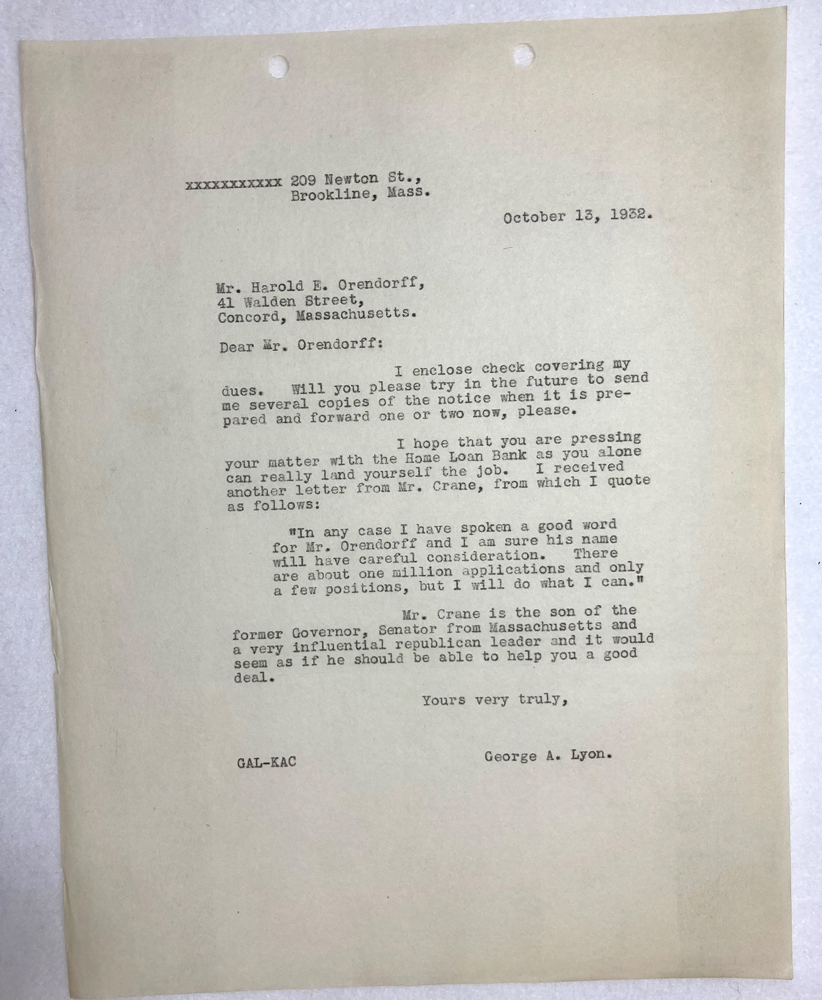 xxxxxxxxxxx 209 Newton St.,
Brookline, Mass.
October 13, 1932.
Mr. Harold E. Orendorff,
41 Walden Street,
Concord, Massachusetts.
Dear Mr. Orendorff:
I enclose check covering my
dues. Will you please try in the future to send
me several copies of the notice when it is pre-
pared and forward one or two now, please.
I hope that you are pressing
your matter with the Home Loan Bank as you alone
can really land yourself the job. I received
another letter from Mr. Crane, from which I quote
as follows:
"In any case I have spoken a good word
for Mr. Orendorff and I am sure his name
will have careful consideration. There
are about one million applications and only
a few positions, but I will do what I can."
Mr. Crane is the son of the
former Governor, Senator from Massachusetts and
a very influential republican leader and it would
seem as if he should be able to help you a good
deal.
Yours very truly,
George A. Lyon.
GAL-KAC